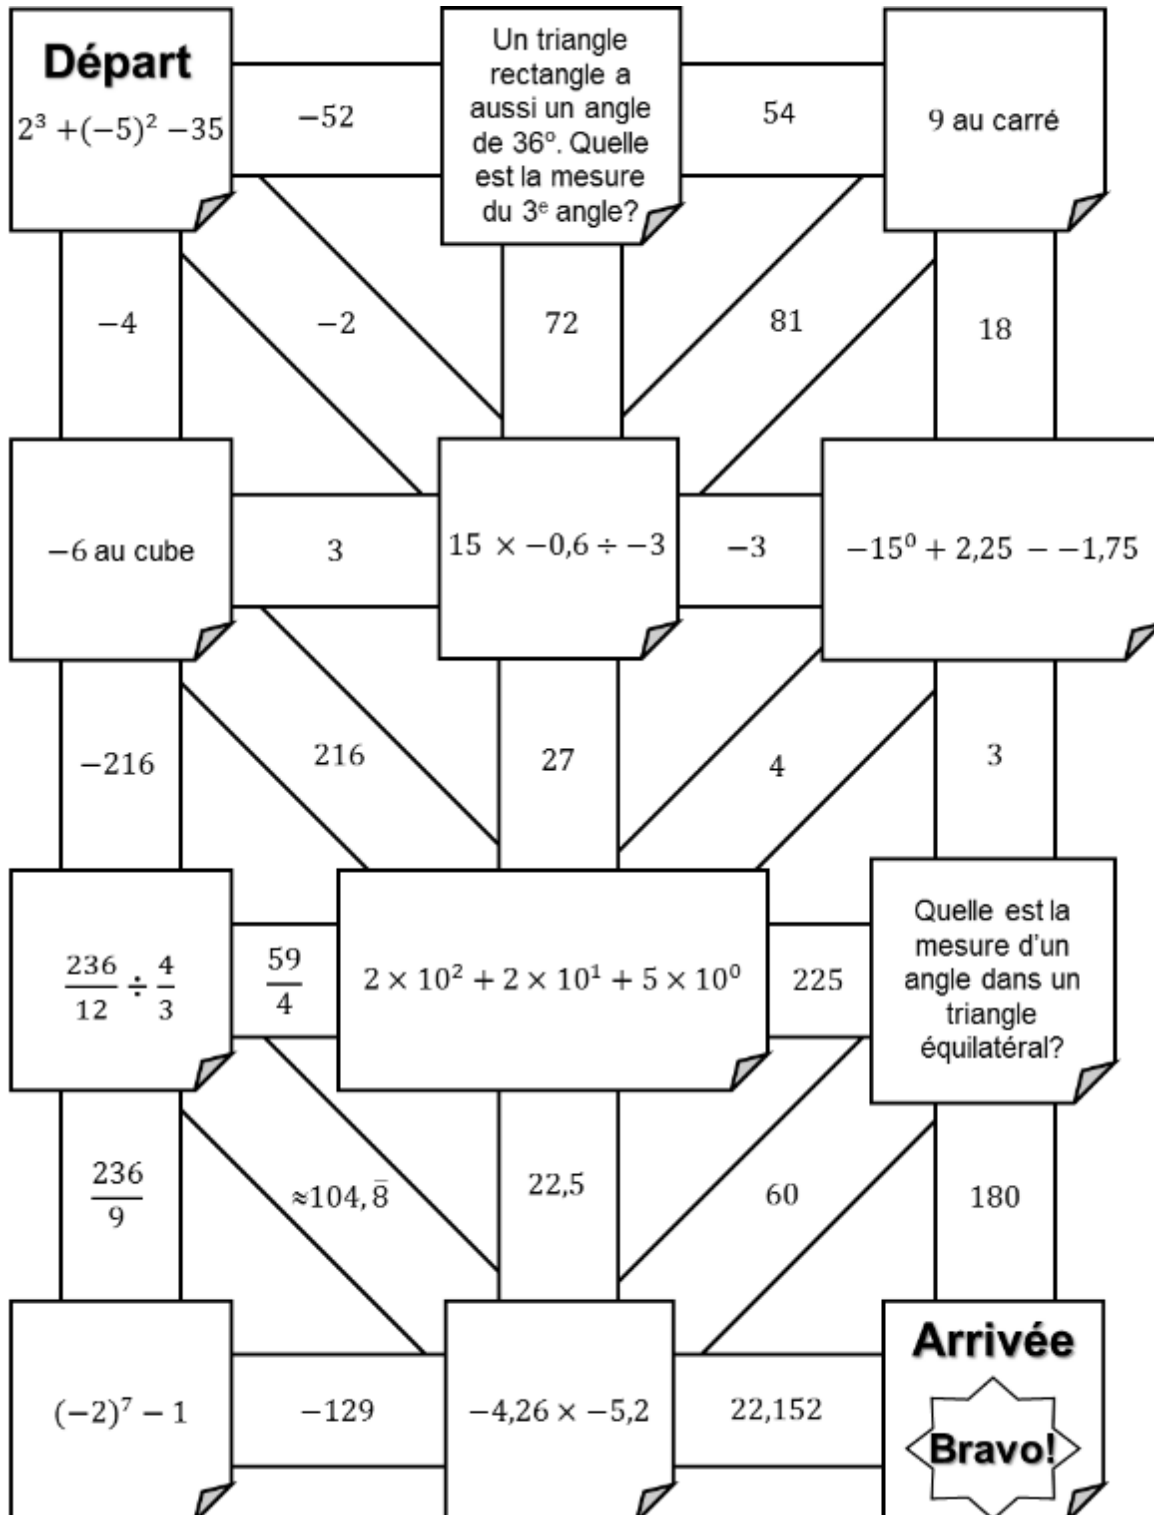 Départ
2³ +(−5)² −35
−52
Un triangle
rectangle a
aussi un angle
de 36º. Quelle
est la mesure
du 3ᵉ angle?
54
9 au carré
−4
−2
72
81
18
−6 au cube
3
15 × −0,6 ÷ −3
−3
−15⁰ + 2,25 − −1,75
−216
216
27
4
3
236/12 ÷ 4/3
59/4
2 × 10² + 2 × 10¹ + 5 × 10⁰
225
Quelle est la
mesure d'un
angle dans un
triangle
équilatéral?
236/9
≈104,8̅
22,5
60
180
(−2)⁷ − 1
−129
−4,26 × −5,2
22,152
Arrivée
Bravo!